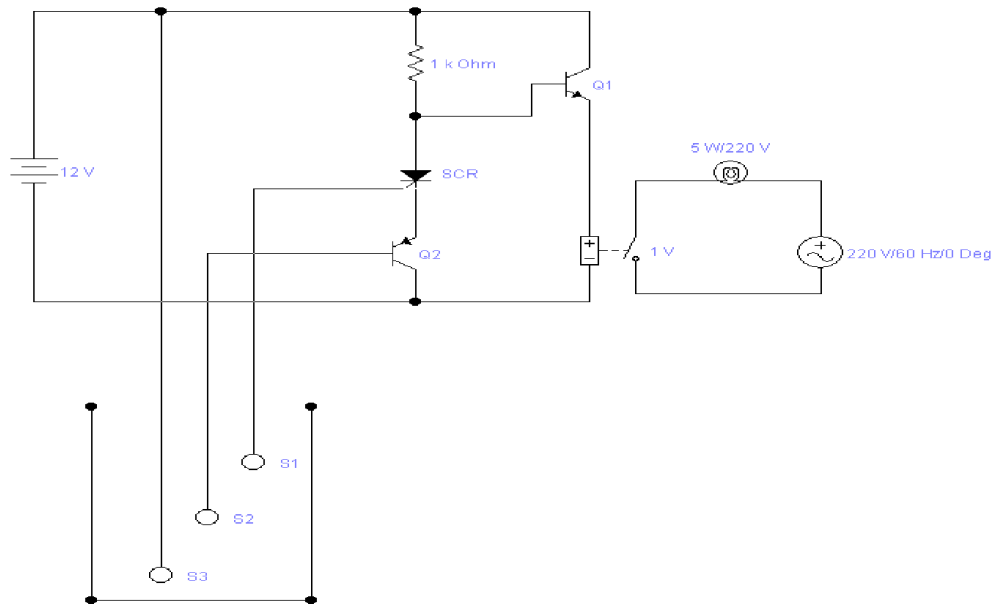 1 k Ohm
Q1
12 V
SCR
5 W/220 V
Q2
1 V
220 V/60 Hz/0 Deg
S1
S2
S3